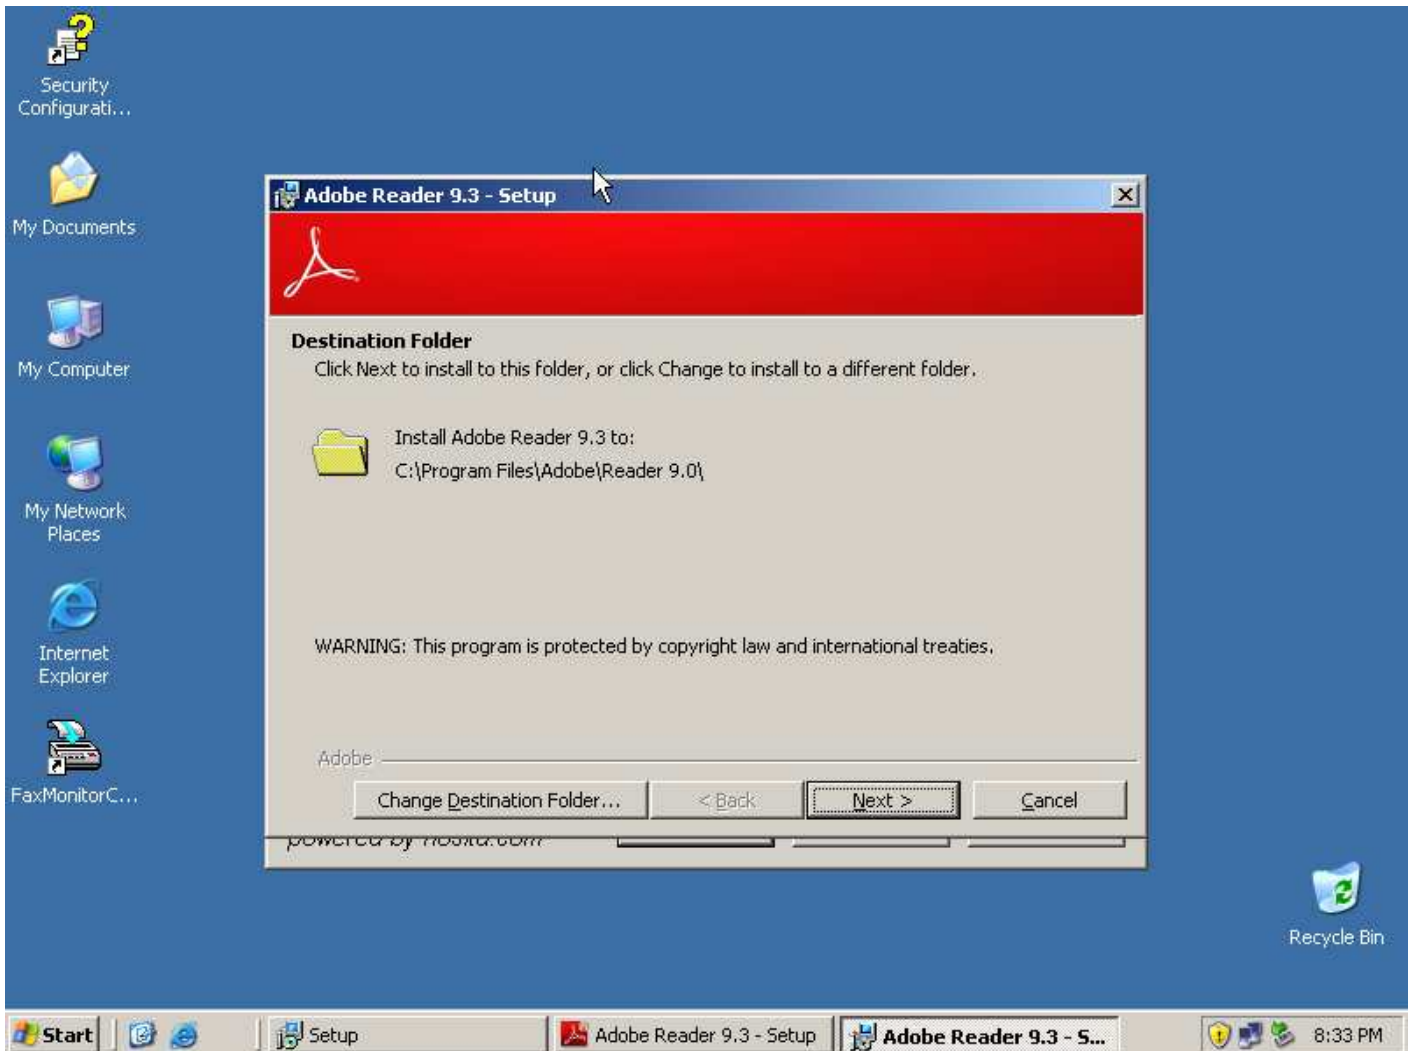 Security
Configurati...
My Documents
My Computer
My Network
Places
Internet
Explorer
FaxMonitorC...
Adobe Reader 9.3 - Setup
Destination Folder
Click Next to install to this folder, or click Change to install to a different folder.
Install Adobe Reader 9.3 to:
C:\Program Files\Adobe\Reader 9.0\
WARNING: This program is protected by copyright law and international treaties.
Adobe
Change Destination Folder...
< Back
Next >
Cancel
powered by
Recycle Bin
Start
Setup
Adobe Reader 9.3 - Setup
Adobe Reader 9.3 - S...
8:33 PM